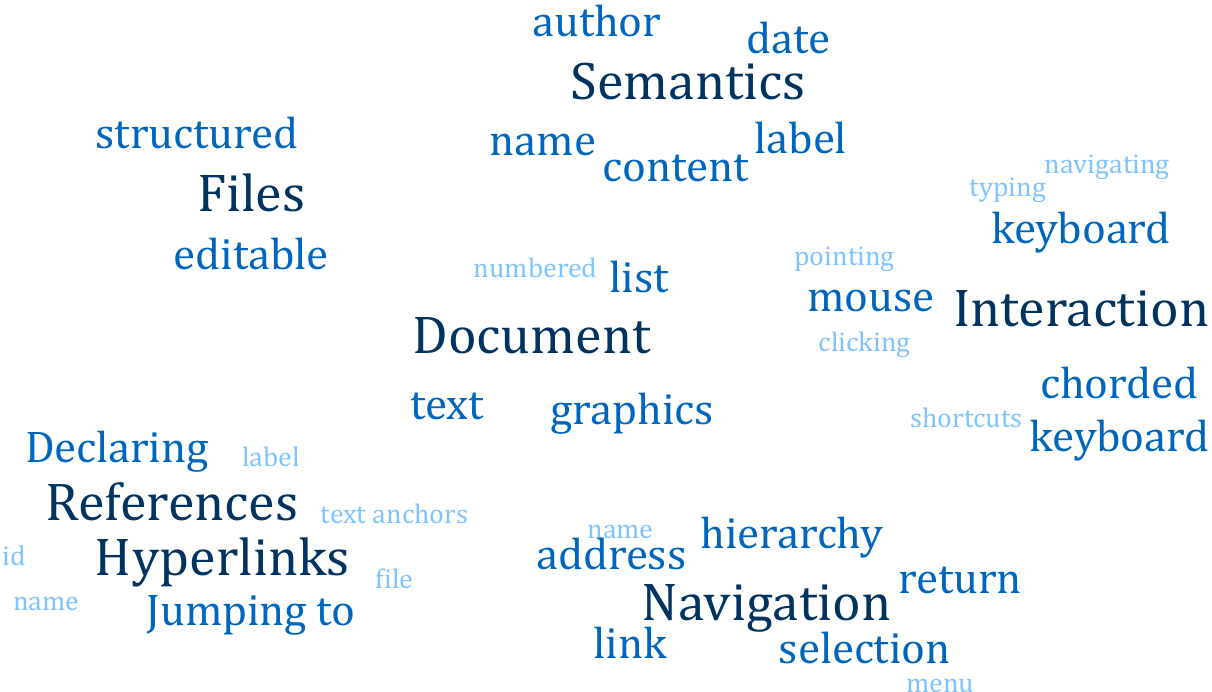 author
date
Semantics
name
content
label
structured
Files
editable
navigating
typing
keyboard
pointing
mouse
clicking
Interaction
chorded
shortcuts
keyboard
numbered
list
Document
text
graphics
Declaring
label
References
text anchors
Hyperlinks
id
file
name
Jumping to
name
address
hierarchy
return
Navigation
link
selection
menu